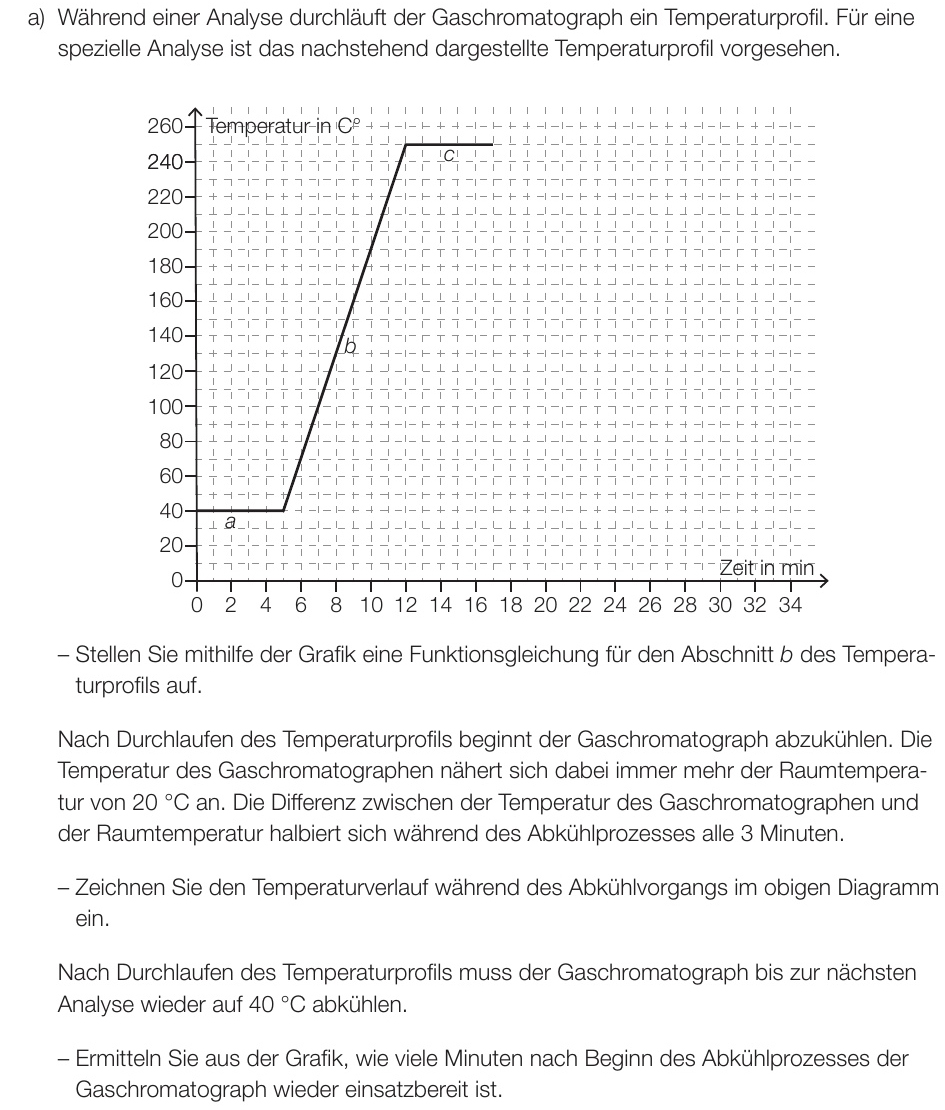 a) Während einer Analyse durchläuft der Gaschromatograph ein Temperaturprofil. Für eine
spezielle Analyse ist das nachstehend dargestellte Temperaturprofil vorgesehen.
Temperatur in C°
260
240
220
200
180
160
140
120
100
80
60
40
20
0
a
b
c
Zeit in min
0 2 4 6 8 10 12 14 16 18 20 22 24 26 28 30 32 34
– Stellen Sie mithilfe der Grafik eine Funktionsgleichung für den Abschnitt b des Tempera-
turprofils auf.
Nach Durchlaufen des Temperaturprofils beginnt der Gaschromatograph abzukühlen. Die
Temperatur des Gaschromatographen nähert sich dabei immer mehr der Raumtempera-
tur von 20 °C an. Die Differenz zwischen der Temperatur des Gaschromatographen und
der Raumtemperatur halbiert sich während des Abkühlprozesses alle 3 Minuten.
– Zeichnen Sie den Temperaturverlauf während des Abkühlvorgangs im obigen Diagramm
ein.
Nach Durchlaufen des Temperaturprofils muss der Gaschromatograph bis zur nächsten
Analyse wieder auf 40 °C abkühlen.
– Ermitteln Sie aus der Grafik, wie viele Minuten nach Beginn des Abkühlprozesses der
Gaschromatograph wieder einsatzbereit ist.